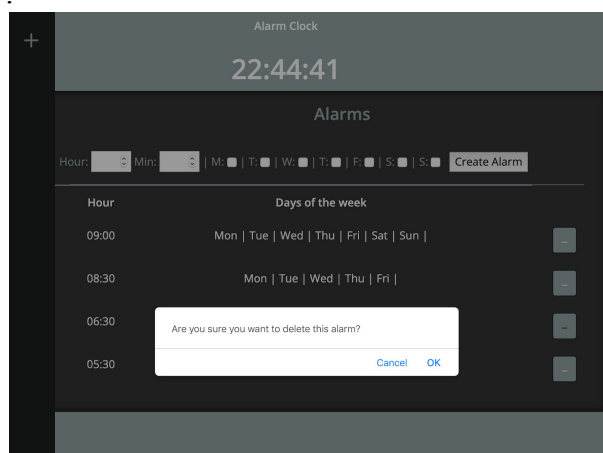 Alarm Clock
+
22:44:41
Alarms
Hour: Min: | M: | T: | W: | T: | F: | S: | S: Create Alarm
Hour Days of the week
09:00 Mon | Tue | Wed | Thu | Fri | Sat | Sun | -
08:30 Mon | Tue | Wed | Thu | Fri | -
06:30 -
Are you sure you want to delete this alarm?
Cancel OK
05:30 -